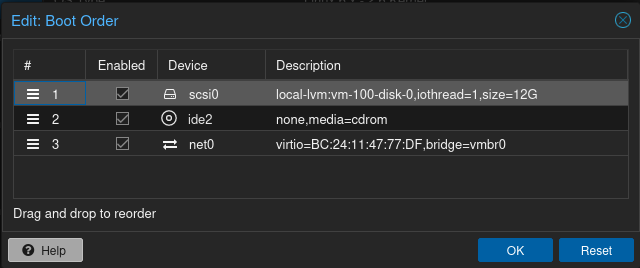 Edit: Boot Order
# Enabled Device Description
1 scsi0 local-lvm:vm-100-disk-0,iothread=1,size=12G
2 ide2 none,media=cdrom
3 net0 virtio=BC:24:11:47:77:DF,bridge=vmbr0
Drag and drop to reorder
Help OK Reset